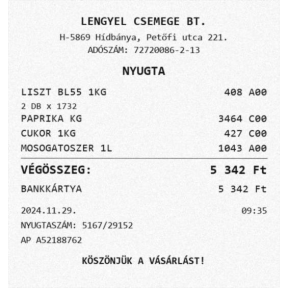 LENGYEL CSEMEGE BT.
H-5869 Hídbánya, Petőfi utca 221.
ADÓSZÁM: 72720086-2-13
NYUGTA
LISZT BL55 1KG 408 A00
2 DB x 1732
PAPRIKA KG 3464 C00
CUKOR 1KG 427 C00
MOSOGATOSZER 1L 1043 A00
VÉGÖSSZEG: 5 342 Ft
BANKKÁRTYA 5 342 Ft
2024.11.29. 09:35
NYUGTASZÁM: 5167/29152
AP A52188762
KÖSZÖNJÜK A VÁSÁRLÁST!